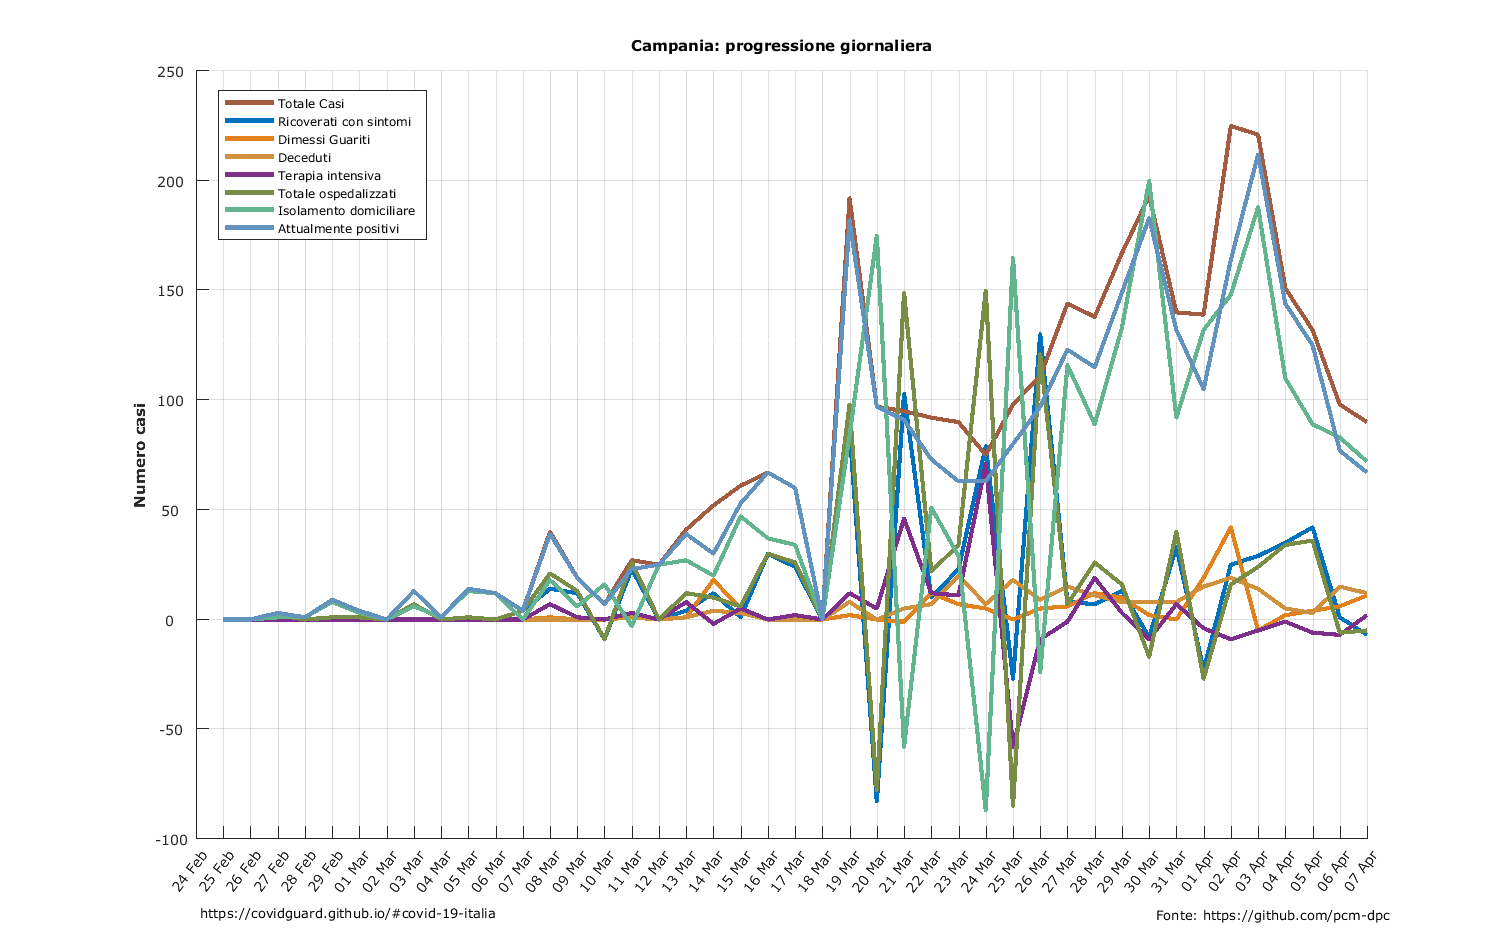 Campania: progressione giornaliera
250
200
150
100
50
0
-50
-100
Numero casi
Totale Casi
Ricoverati con sintomi
Dimessi Guariti
Deceduti
Terapia intensiva
Totale ospedalizzati
Isolamento domiciliare
Attualmente positivi
24 Feb
25 Feb
26 Feb
27 Feb
28 Feb
29 Feb
01 Mar
02 Mar
03 Mar
04 Mar
05 Mar
06 Mar
07 Mar
08 Mar
09 Mar
10 Mar
11 Mar
12 Mar
13 Mar
14 Mar
15 Mar
16 Mar
17 Mar
18 Mar
19 Mar
20 Mar
21 Mar
22 Mar
23 Mar
24 Mar
25 Mar
26 Mar
27 Mar
28 Mar
29 Mar
30 Mar
31 Mar
01 Apr
02 Apr
03 Apr
04 Apr
05 Apr
06 Apr
07 Apr
https://covidguard.github.io/#covid-19-italia
Fonte: https://github.com/pcm-dpc